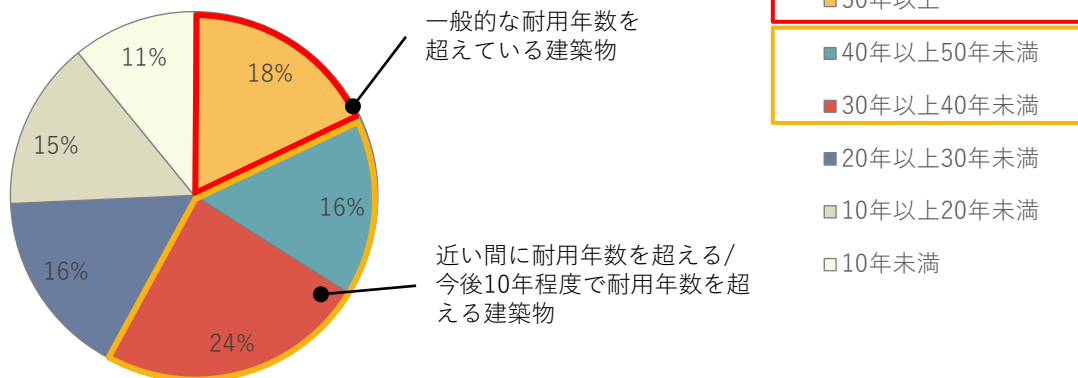 一般的な耐用年数を
超えている建築物
11%
18%
15%
16%
16%
24%
近い間に耐用年数を超える/
今後10年程度で耐用年数を超
える建築物
50年以上
40年以上50年未満
30年以上40年未満
20年以上30年未満
10年以上20年未満
10年未満